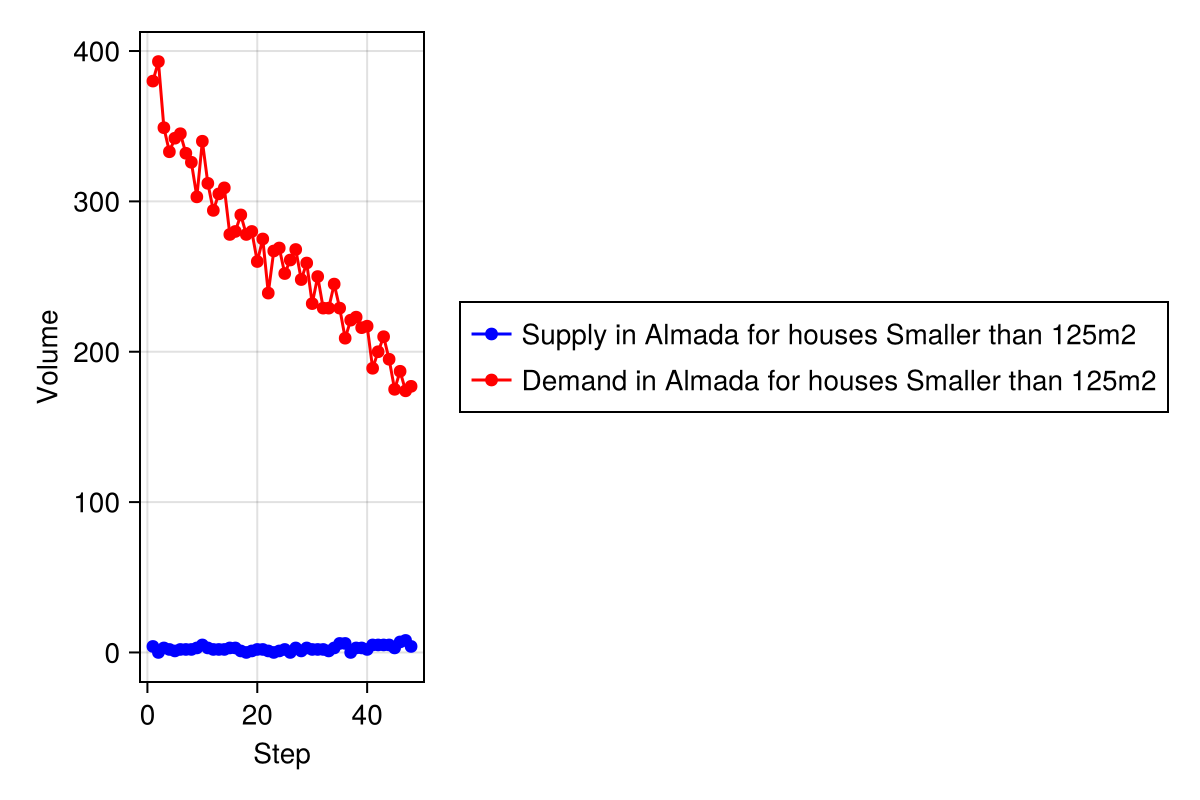 400
300
200
100
0
Volume
0 20 40
Step
Supply in Almada for houses Smaller than 125m2
Demand in Almada for houses Smaller than 125m2